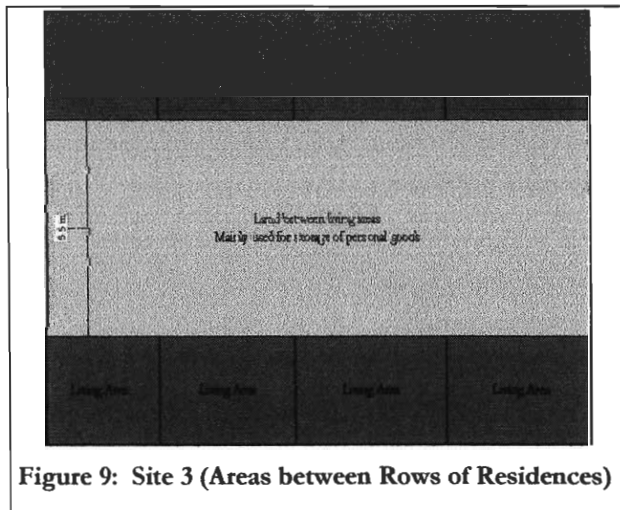 5.5 m
Land between living areas
Mainly used for storage of personal goods
Living Area Living Area Living Area Living Area
Figure 9: Site 3 (Areas between Rows of Residences)